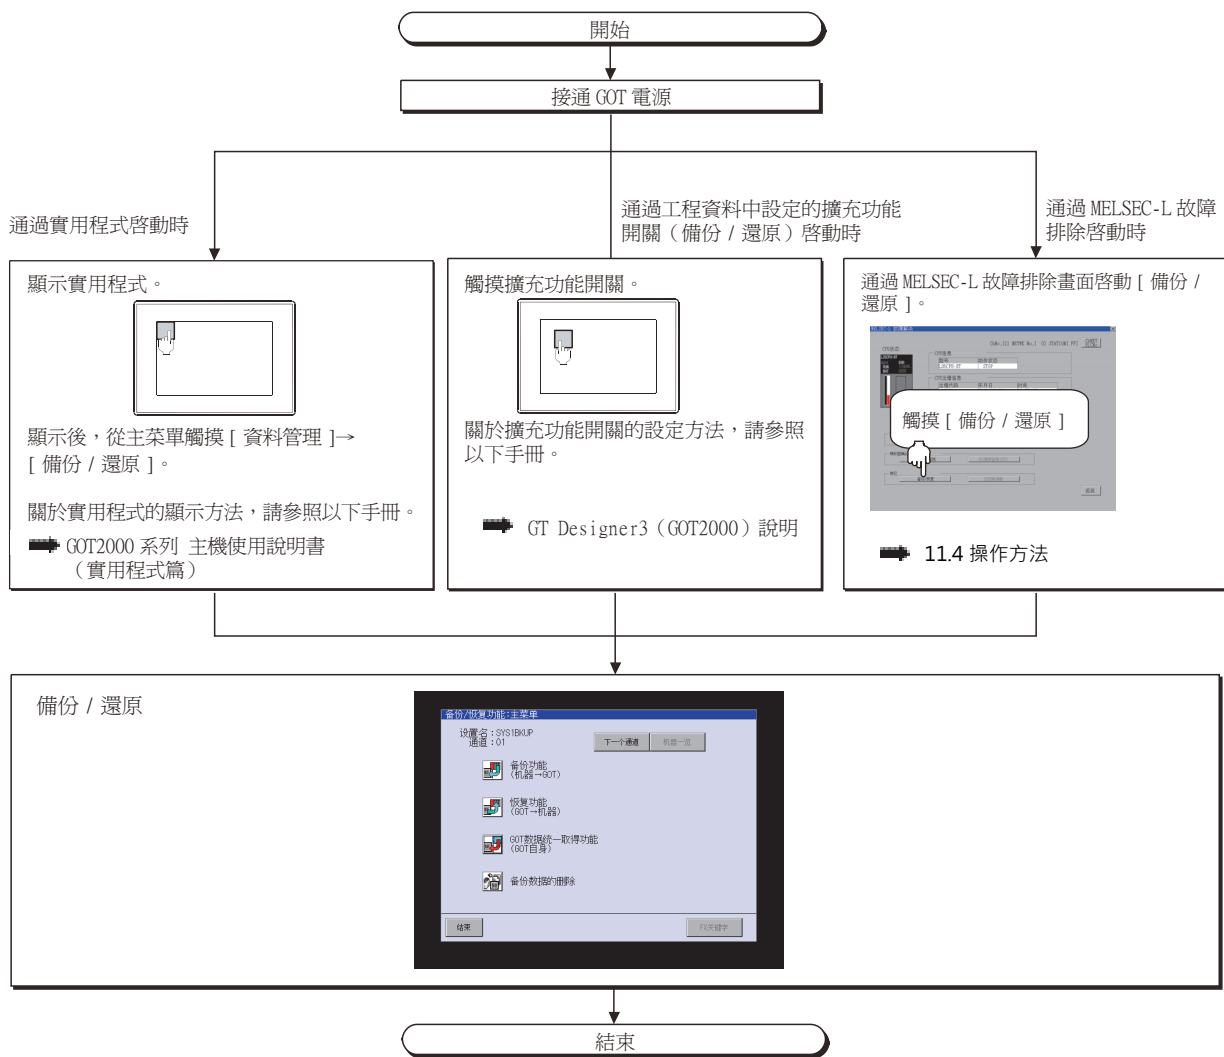 開始
接通 GOT 電源
通過實用程式啓動時
通過工程資料中設定的擴充功能
開關（備份 / 還原）啓動時
通過 MELSEC-L 故障
排除啓動時
顯示實用程式。
顯示後，從主菜單觸摸 [ 資料管理 ]→
[ 備份 / 還原 ]。
關於實用程式的顯示方法，請參照以下手冊。
GOT2000 系列 主機使用說明書
（實用程式篇）
觸摸擴充功能開關。
關於擴充功能開關的設定方法，請參照
以下手冊。
GT Designer3（GOT2000）說明
通過 MELSEC-L 故障排除畫面啓動 [ 備份 /
還原 ]。
觸摸 [ 備份 / 還原 ]
11.4 操作方法
備份 / 還原
备份/恢复功能:主菜单
设置名:SYS1BKUP
通道:01
下一个通道
机器一览
备份功能
(机器→GOT)
恢复功能
(GOT→机器)
GOT数据统一取得功能
(GOT自身)
备份数据的删除
结束
FX关键字
結束